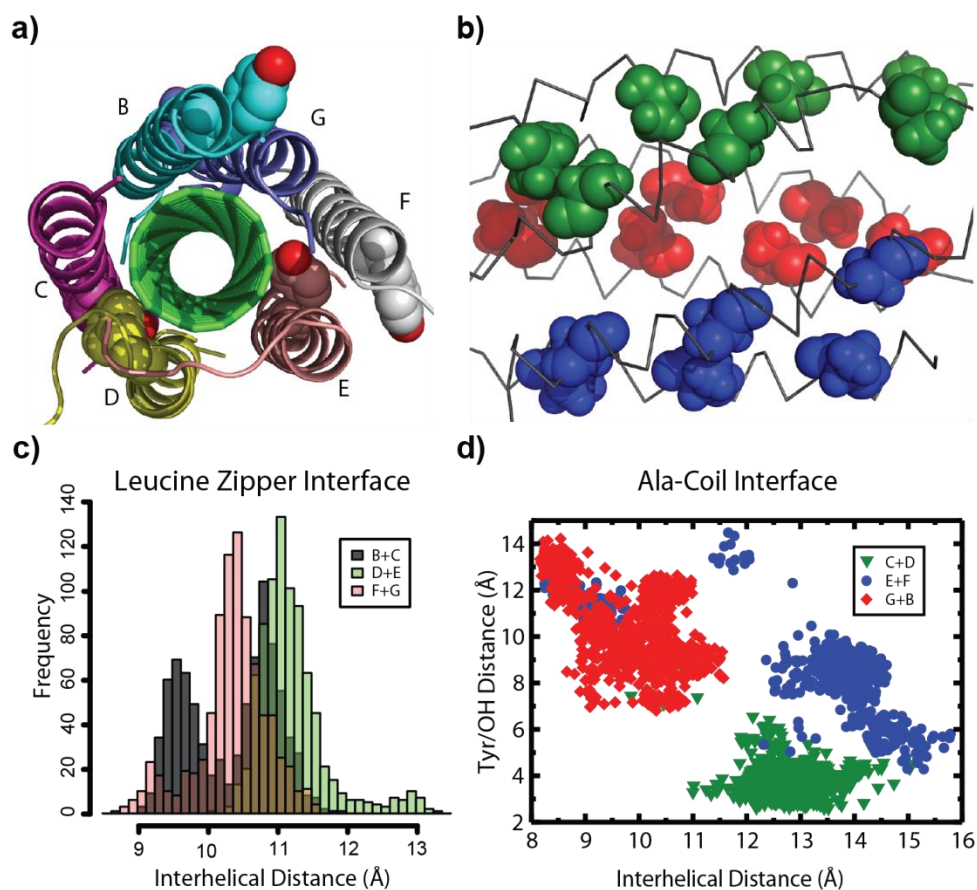 a)
b)
B
G
F
C
D
E
c)
d)
Leucine Zipper Interface
Ala-Coil Interface
Frequency
0 20 40 60 80 100 120 140
B+C
D+E
F+G
9 10 11 12 13
Interhelical Distance (Å)
Tyr/OH Distance (Å)
14
12
10
8
6
4
2
C+D
E+F
G+B
8 9 10 11 12 13 14 15 16
Interhelical Distance (Å)